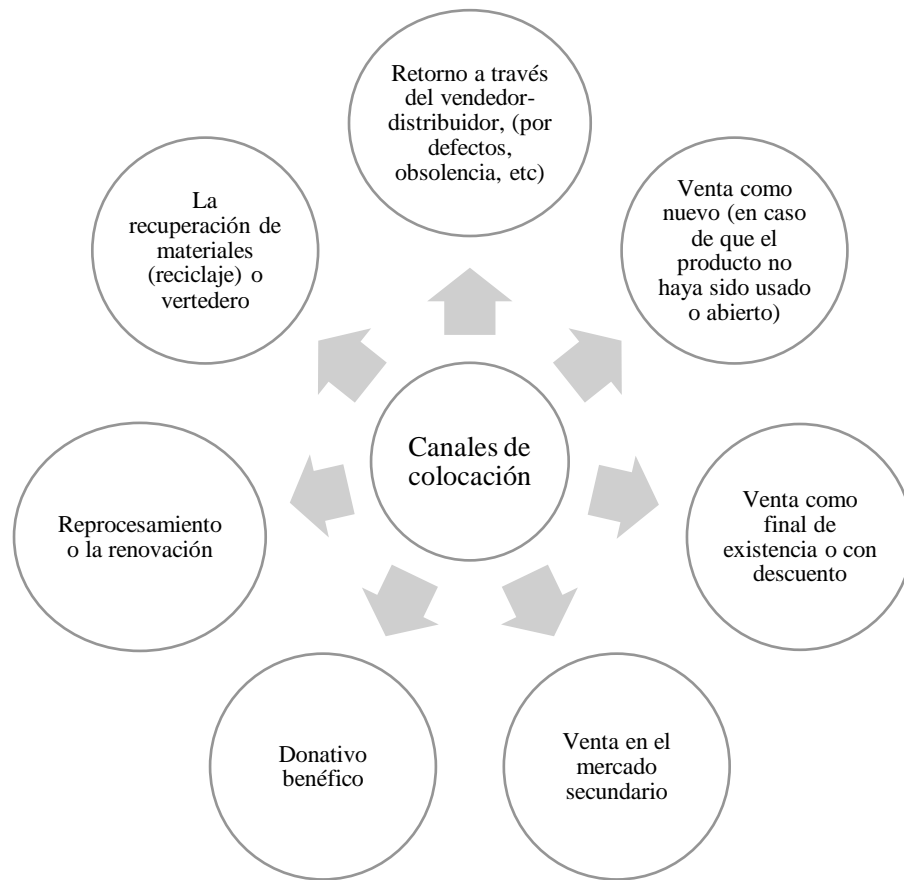 Retorno a través
del vendedor-
distribuidor, (por
defectos,
obsolencia, etc)
Venta como
nuevo (en caso
de que el
producto no
haya sido usado
o abierto)
Venta como
final de
existencia o con
descuento
Venta en el
mercado
secundario
Donativo
benéfico
Reprocesamiento
o la renovación
La
recuperación de
materiales
(reciclaje) o
vertedero
Canales de
colocación